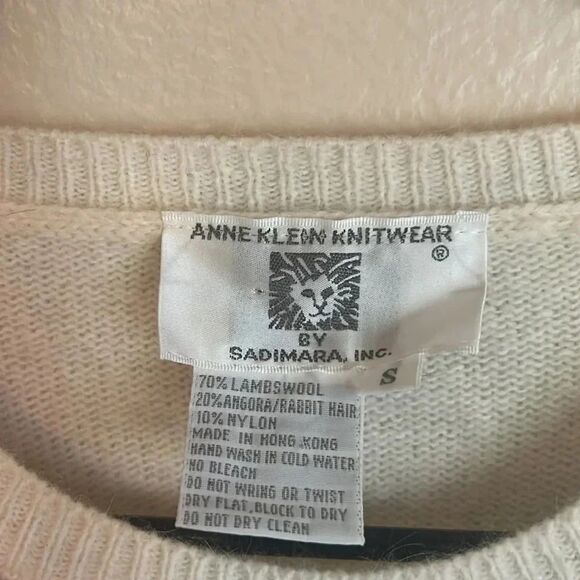 ANNE KLEIN KNITWEAR
®
BY
SADIMARA, INC.
S
70% LAMBSWOOL
20% ANGORA/RABBIT HAIR
10% NYLON
MADE IN HONG KONG
HAND WASH IN COLD WATER
NO BLEACH
DO NOT WRING OR TWIST
DRY FLAT, BLOCK TO DRY
DO NOT DRY CLEAN